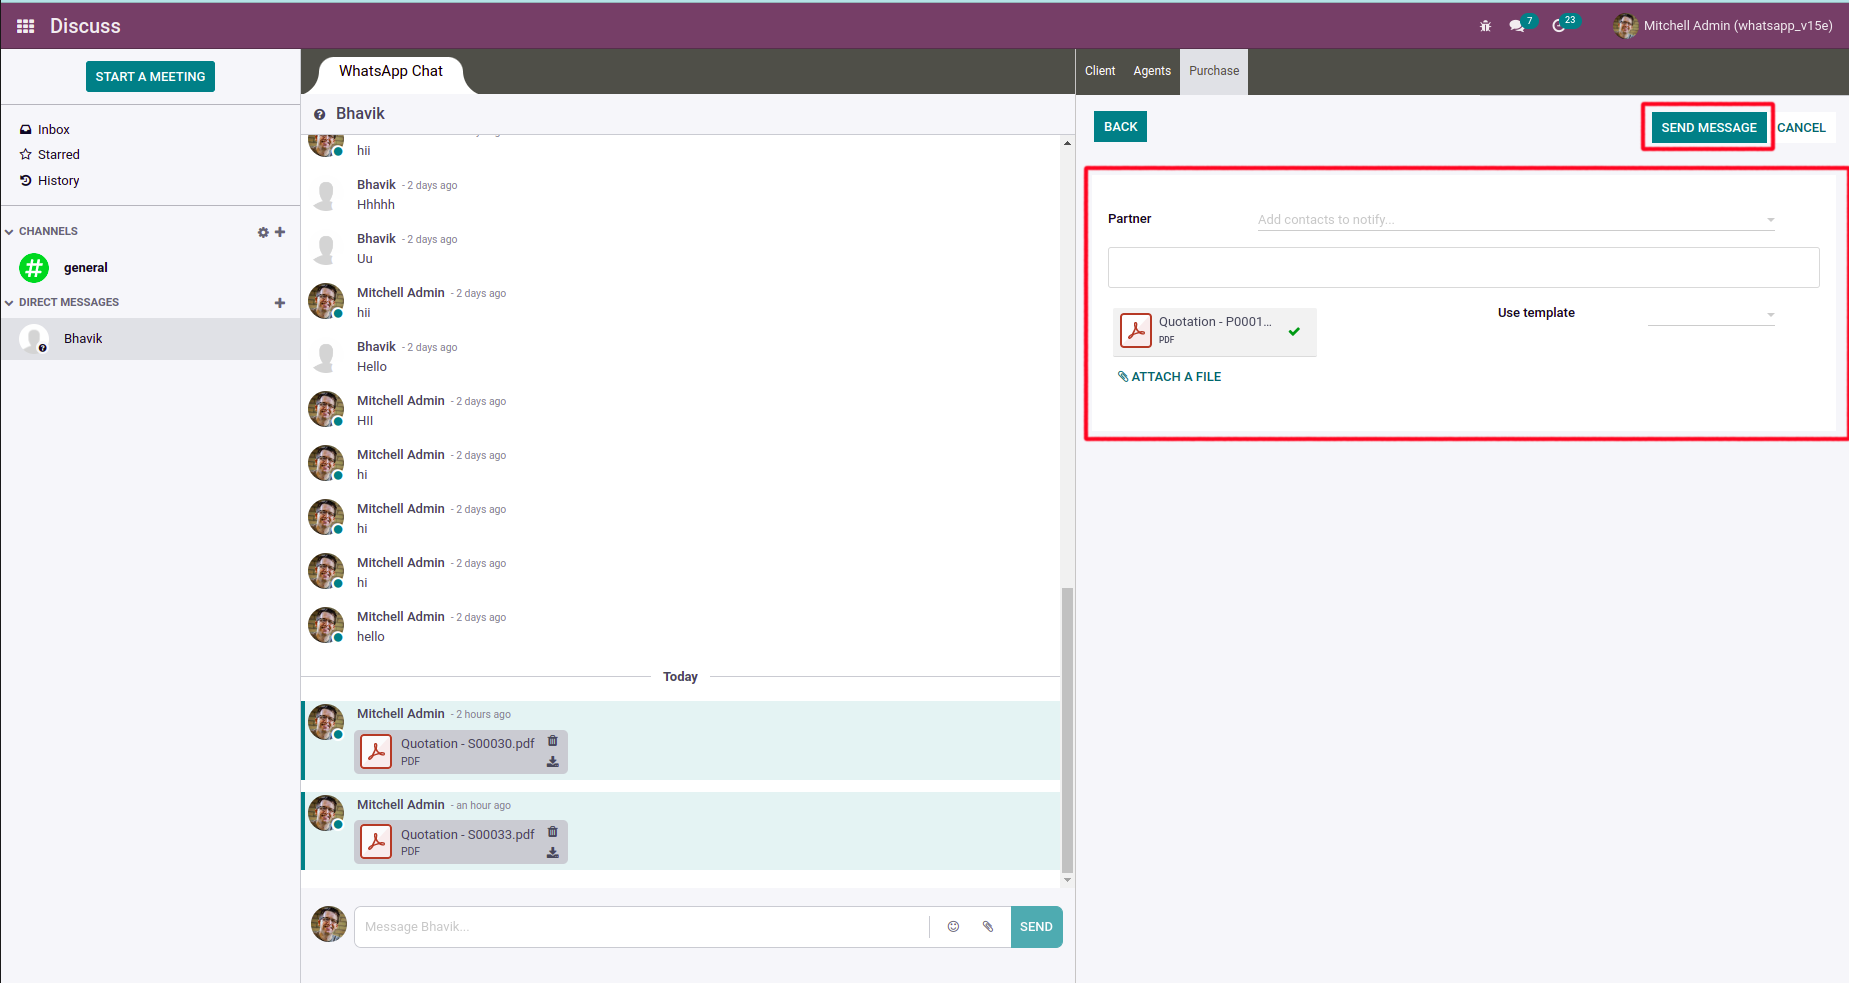 Discuss
7
23
Mitchell Admin (whatsapp_v15e)
START A MEETING
Inbox
Starred
History
CHANNELS
general
DIRECT MESSAGES
Bhavik
WhatsApp Chat
Bhavik
hii
Bhavik - 2 days ago
Hhhhh
Bhavik - 2 days ago
Uu
Mitchell Admin - 2 days ago
hii
Bhavik - 2 days ago
Hello
Mitchell Admin - 2 days ago
HII
Mitchell Admin - 2 days ago
hi
Mitchell Admin - 2 days ago
hi
Mitchell Admin - 2 days ago
hi
Mitchell Admin - 2 days ago
hello
Today
Mitchell Admin - 2 hours ago
Quotation - S00030.pdf
PDF
Mitchell Admin - an hour ago
Quotation - S00033.pdf
PDF
Message Bhavik...
SEND
Client Agents Purchase
BACK
SEND MESSAGE CANCEL
Partner Add contacts to notify...
Quotation - P0001...
PDF
Use template
ATTACH A FILE